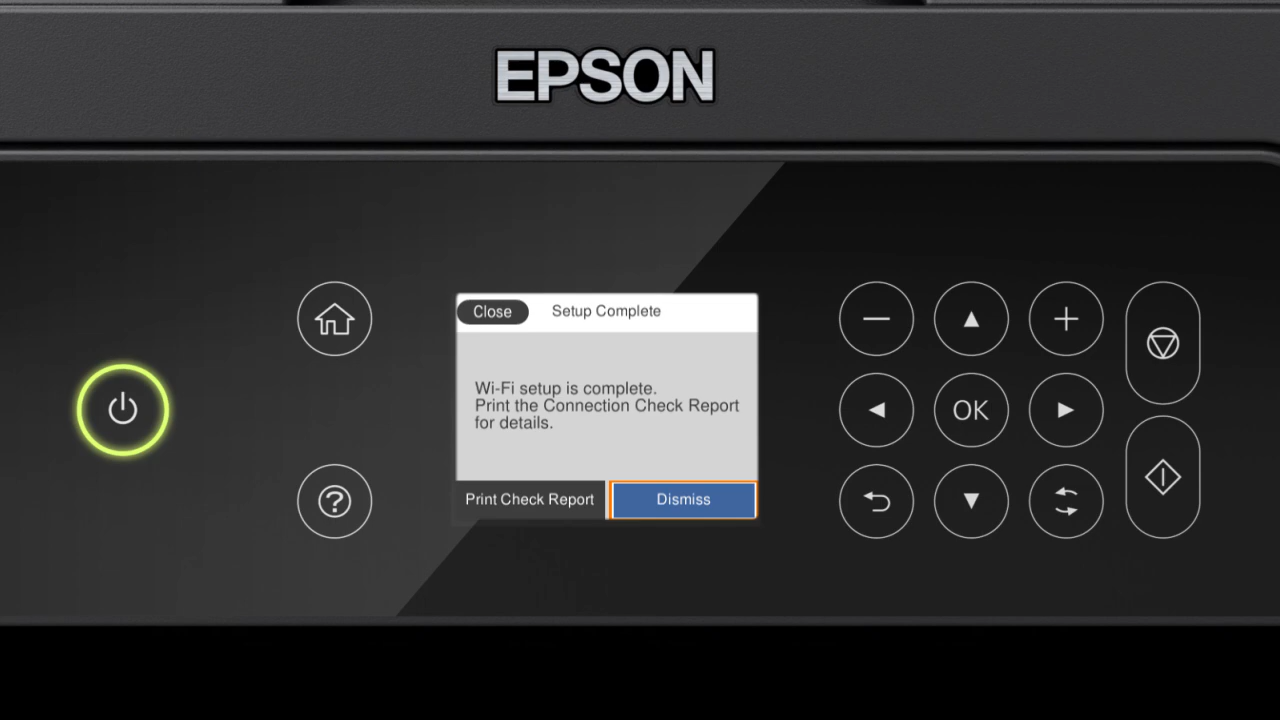 EPSON
Close Setup Complete
Wi-Fi setup is complete.
Print the Connection Check Report
for details.
Print Check Report Dismiss
OK